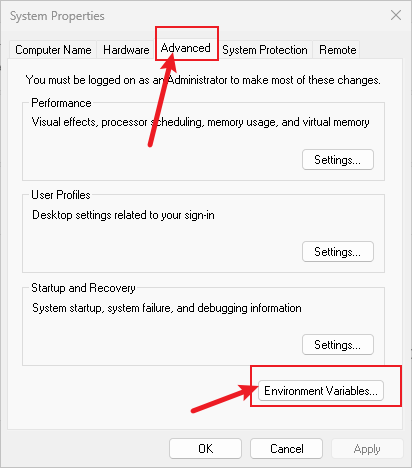 System Properties
Computer Name Hardware Advanced System Protection Remote
You must be logged on as an Administrator to make most of these changes.
Performance
Visual effects, processor scheduling, memory usage, and virtual memory
Settings...
User Profiles
Desktop settings related to your sign-in
Settings...
Startup and Recovery
System startup, system failure, and debugging information
Settings...
Environment Variables...
OK Cancel Apply